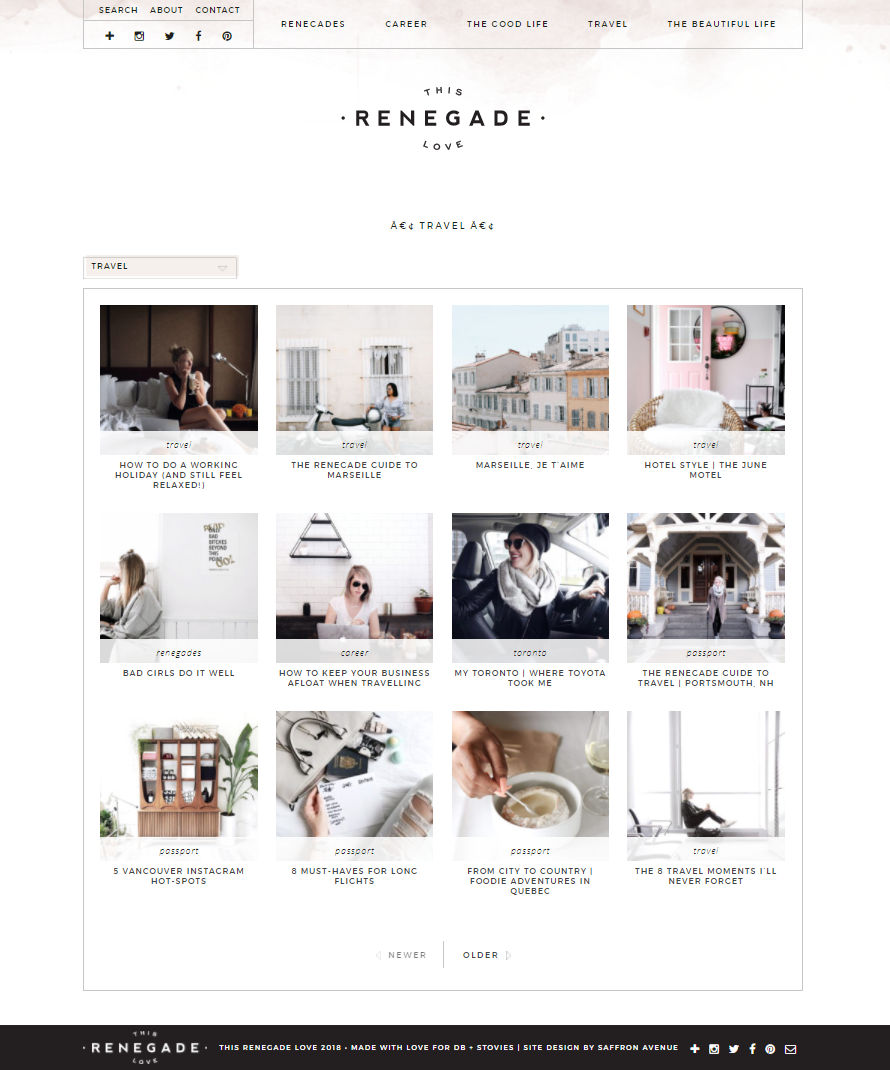 SEARCH ABOUT CONTACT
RENEGADES CAREER THE GOOD LIFE TRAVEL THE BEAUTIFUL LIFE
THIS
· RENEGADE ·
LOVE
Â€¢ TRAVEL Â€¢
TRAVEL
travel
HOW TO DO A WORKING
HOLIDAY (AND STILL FEEL
RELAXED!)
travel
THE RENEGADE GUIDE TO
MARSEILLE
travel
MARSEILLE, JE T'AIME
travel
HOTEL STYLE | THE JUNE
MOTEL
BAD
BITCHES
BEYOND
THIS
POINT
renegades
BAD GIRLS DO IT WELL
career
HOW TO KEEP YOUR BUSINESS
AFLOAT WHEN TRAVELLING
toronto
MY TORONTO | WHERE TOYOTA
TOOK ME
passport
THE RENEGADE GUIDE TO
TRAVEL | PORTSMOUTH, NH
passport
5 VANCOUVER INSTAGRAM
HOT-SPOTS
passport
8 MUST-HAVES FOR LONG
FLIGHTS
passport
FROM CITY TO COUNTRY |
FOODIE ADVENTURES IN
QUEBEC
travel
THE 8 TRAVEL MOMENTS I'LL
NEVER FORGET
NEWER OLDER
THIS
· RENEGADE ·
LOVE
THIS RENEGADE LOVE 2018 • MADE WITH LOVE FOR DB + STOVIES | SITE DESIGN BY SAFFRON AVENUE